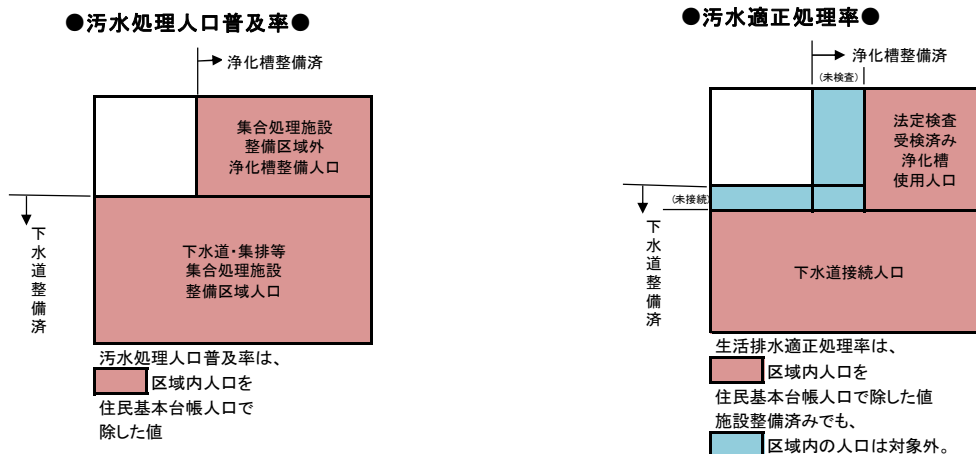 ●汚水処理人口普及率●
浄化槽整備済
集合処理施設
整備区域外
浄化槽整備人口
下水道整備済
下水道・集排等
集合処理施設
整備区域人口
汚水処理人口普及率は、
区域内人口を
住民基本台帳人口で
除した値
●汚水適正処理率●
浄化槽整備済
(未検査)
法定検査
受検済み
浄化槽
使用人口
(未接続)
下水道整備済
下水道接続人口
生活排水適正処理率は、
区域内人口を
住民基本台帳人口で除した値
施設整備済みでも、
区域内の人口は対象外。